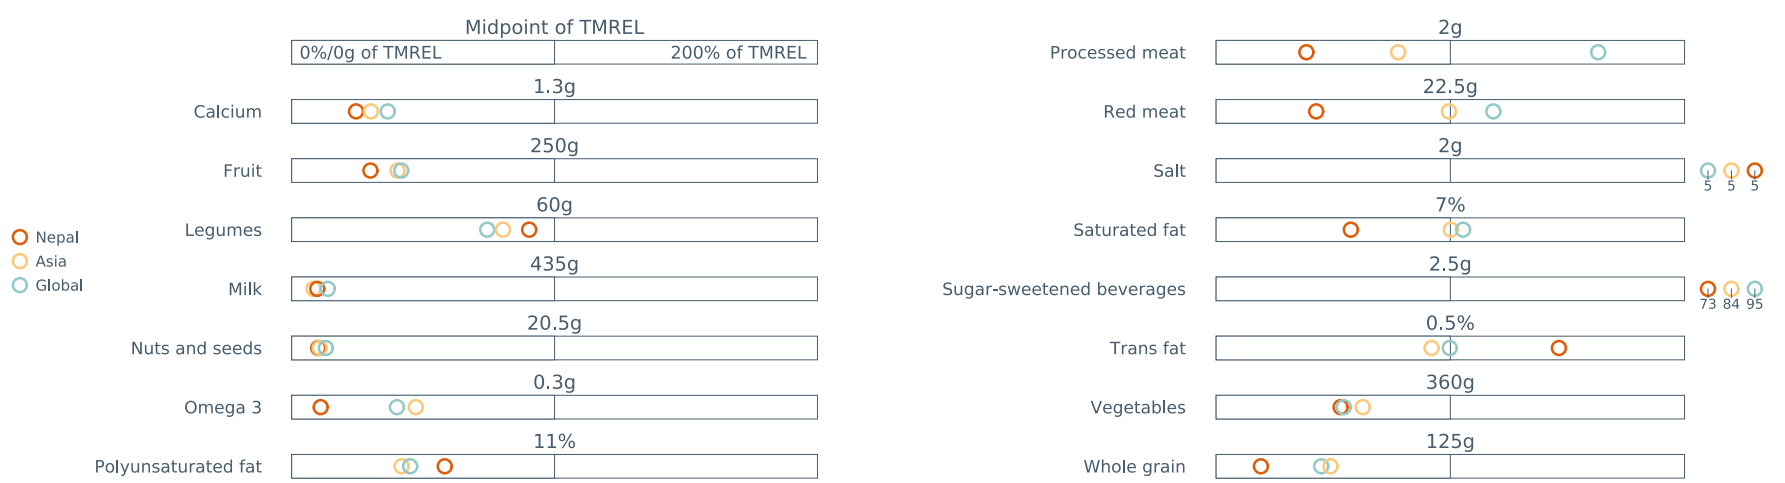 Midpoint of TMREL
0%/0g of TMREL 200% of TMREL
1.3g
Calcium
250g
Fruit
60g
Legumes
435g
Milk
20.5g
Nuts and seeds
0.3g
Omega 3
11%
Polyunsaturated fat
Nepal
Asia
Global
2g
Processed meat
22.5g
Red meat
2g
Salt
5 5 5
7%
Saturated fat
2.5g
Sugar-sweetened beverages
73 84 95
0.5%
Trans fat
360g
Vegetables
125g
Whole grain